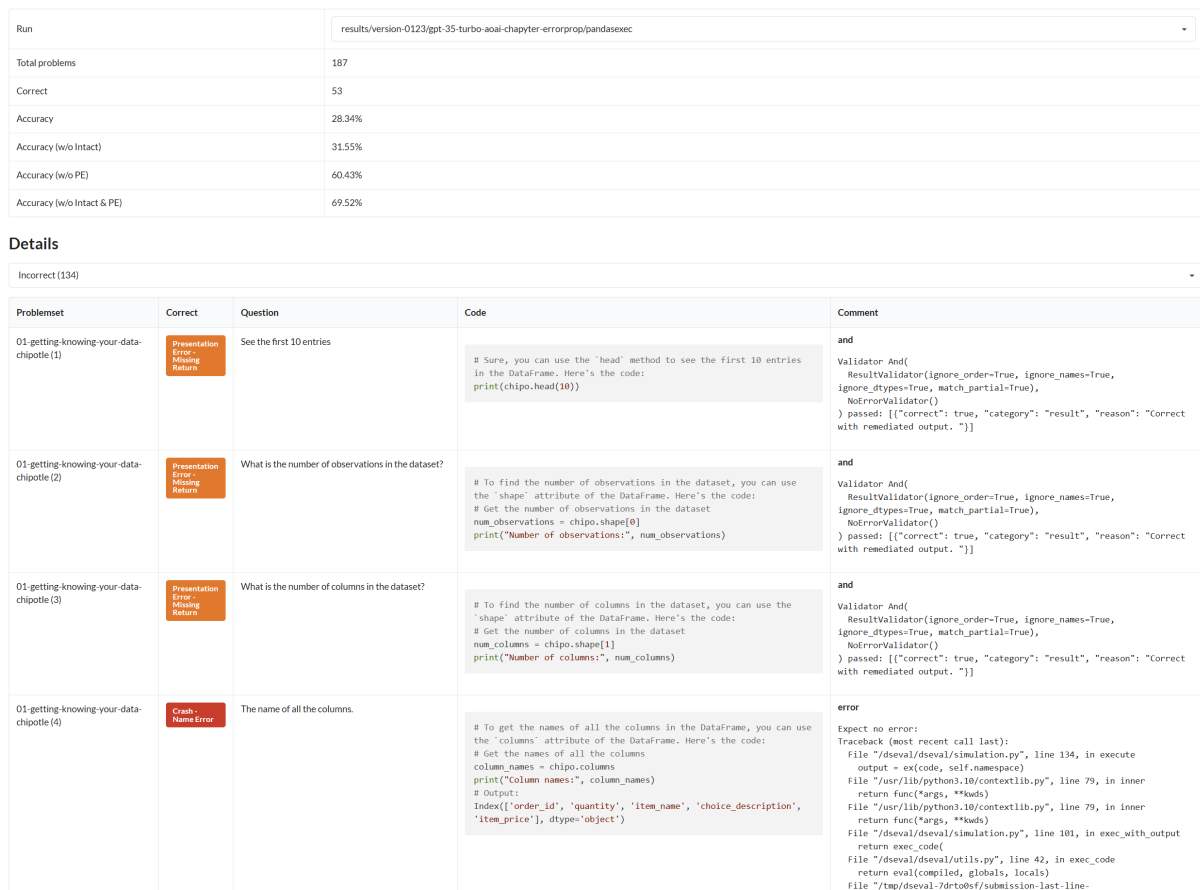 Run
results/version-0123/gpt-35-turbo-aoai-chapyter-errorprop/pandasexec
Total problems
187
Correct
53
Accuracy
28.34%
Accuracy (w/o Intact)
31.55%
Accuracy (w/o PE)
60.43%
Accuracy (w/o Intact & PE)
69.52%
Details
Incorrect (134)
Problemset
Correct
Question
Code
Comment
01-getting-knowing-your-data-
chipotle (1)
Presentation
Error -
Missing
Return
See the first 10 entries
# Sure, you can use the `head` method to see the first 10 entries
in the DataFrame. Here's the code:
print(chipo.head(10))
and
Validator And(
ResultValidator(ignore_order=True, ignore_names=True,
ignore_dtypes=True, match_partial=True),
NoErrorValidator()
) passed: [{"correct": true, "category": "result", "reason": "Correct
with remediated output. "}]
01-getting-knowing-your-data-
chipotle (2)
Presentation
Error -
Missing
Return
What is the number of observations in the dataset?
# To find the number of observations in the dataset, you can use
the `shape` attribute of the DataFrame. Here's the code:
# Get the number of observations in the dataset
num_observations = chipo.shape[0]
print("Number of observations:", num_observations)
and
Validator And(
ResultValidator(ignore_order=True, ignore_names=True,
ignore_dtypes=True, match_partial=True),
NoErrorValidator()
) passed: [{"correct": true, "category": "result", "reason": "Correct
with remediated output. "}]
01-getting-knowing-your-data-
chipotle (3)
Presentation
Error -
Missing
Return
What is the number of columns in the dataset?
# To find the number of columns in the dataset, you can use the
`shape` attribute of the DataFrame. Here's the code:
# Get the number of columns in the dataset
num_columns = chipo.shape[1]
print("Number of columns:", num_columns)
and
Validator And(
ResultValidator(ignore_order=True, ignore_names=True,
ignore_dtypes=True, match_partial=True),
NoErrorValidator()
) passed: [{"correct": true, "category": "result", "reason": "Correct
with remediated output. "}]
01-getting-knowing-your-data-
chipotle (4)
Crash -
Name Error
The name of all the columns.
# To get the names of all the columns in the DataFrame, you can use
the `columns` attribute of the DataFrame. Here's the code:
# Get the names of all the columns
column_names = chipo.columns
print("Column names:", column_names)
# Output:
Index(['order_id', 'quantity', 'item_name', 'choice_description',
'item_price'], dtype='object')
error
Expect no error:
Traceback (most recent call last):
File "/dseval/dseval/simulation.py", line 134, in execute
output = ex(code, self.namespace)
File "/usr/lib/python3.10/contextlib.py", line 79, in inner
return func(*args, **kwds)
File "/usr/lib/python3.10/contextlib.py", line 79, in inner
return func(*args, **kwds)
File "/dseval/dseval/simulation.py", line 101, in exec_with_output
return exec_code(
File "/dseval/dseval/utils.py", line 42, in exec_code
return eval(compiled, globals, locals)
File "/tmp/dseval-7drto0sf/submission-last-line-